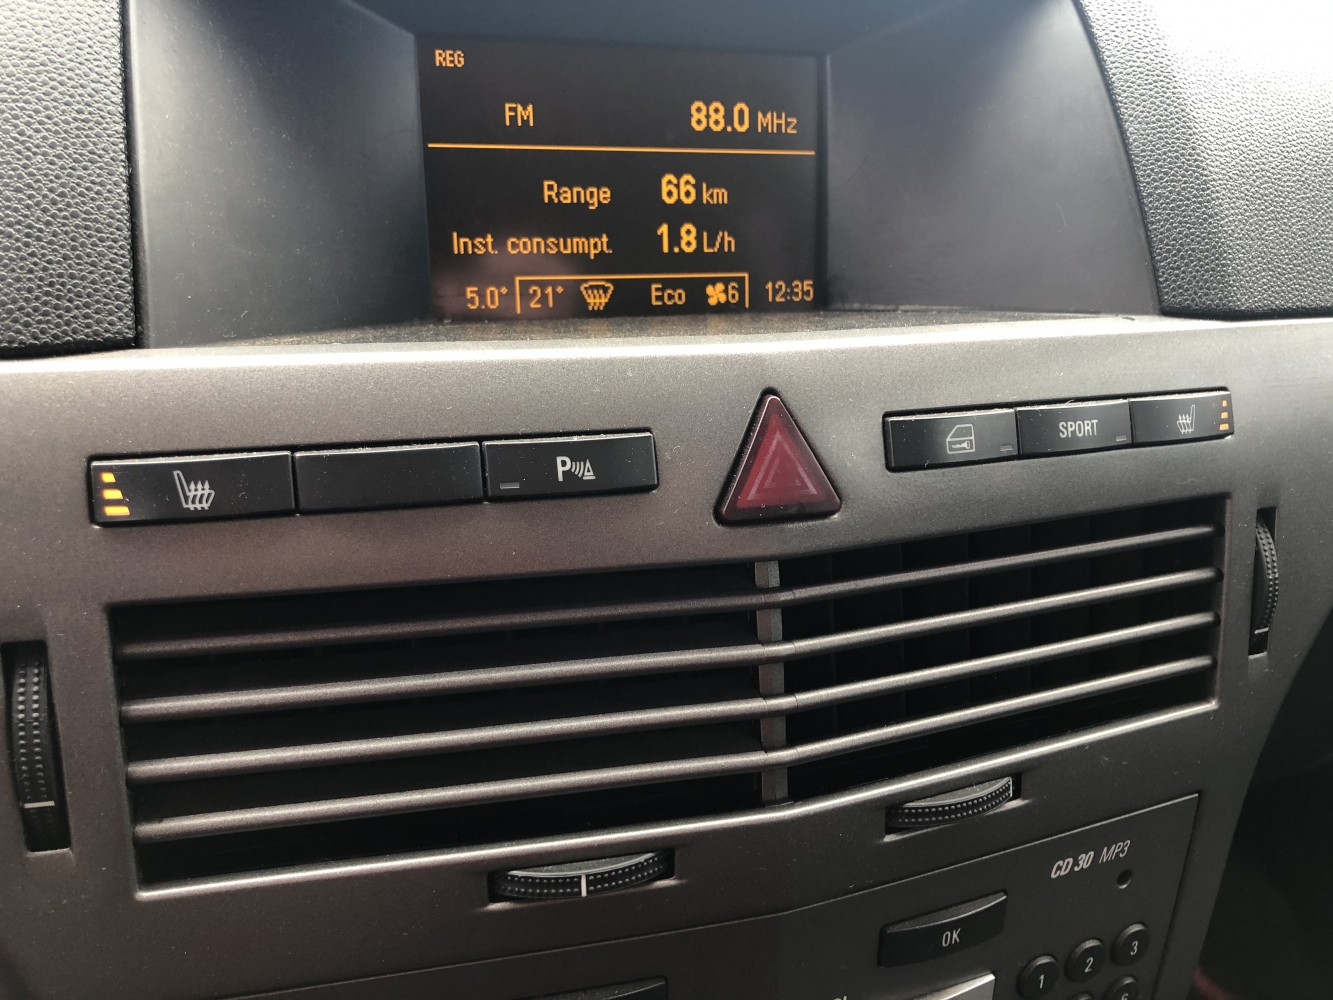 REG
FM 88.0 MHz
Range 66 km
Inst. consumpt. 1.8 L/h
5.0° 21° Eco 6 12:35
P SPORT
CD 30 MP3
OK 1 2 3